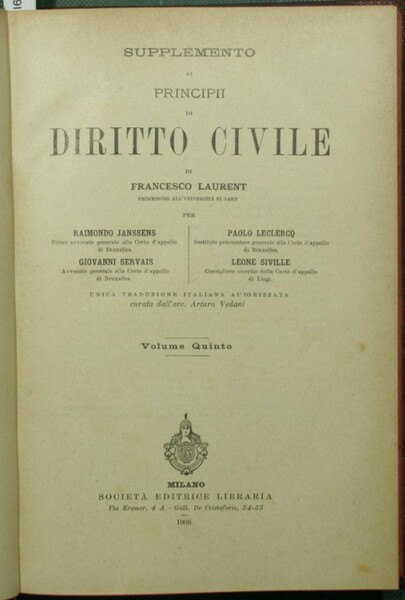 SUPPLEMENTO
AI
PRINCIPII
DI
DIRITTO CIVILE
DI
FRANCESCO LAURENT
PROFESSORE ALL'UNIVERSITÀ DI GAND
PER
RAIMONDO JANSSENS
Primo avvocato generale alla Corte d'appello
di Bruxelles.
GIOVANNI SERVAIS
Avvocato generale alla Corte d'appello
di Bruxelles.
PAOLO LECLERCQ
Sostituto procuratore generale alla Corte d'appello
di Bruxelles.
LEONE SIVILLE
Consigliere emerito della Corte d'appello
di Liegi.
UNICA TRADUZIONE ITALIANA AUTORIZZATA
curata dall'avv. Arturo Vedani
Volume Quinto
MILANO
SOCIETÀ EDITRICE LIBRARIA
Via Kramer, 4 A - Gall. De Cristoforis, 54-55
1906